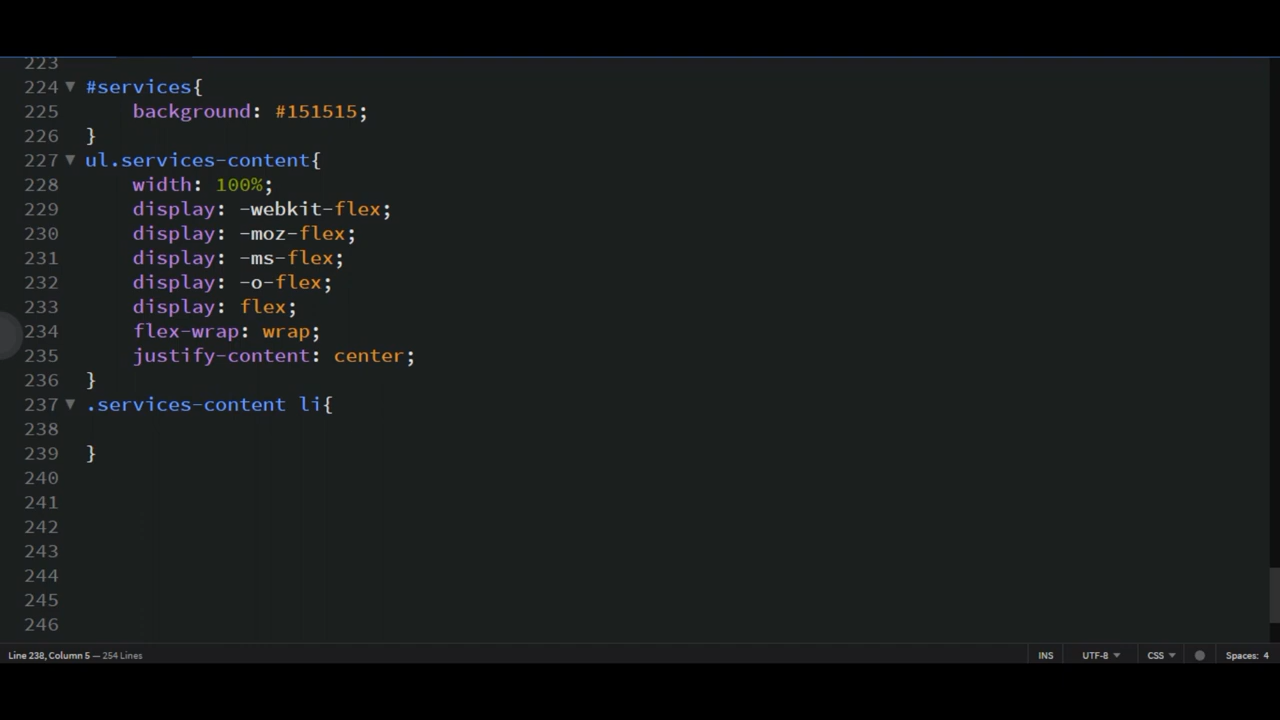 223
224 ▼ #services{
225     background: #151515;
226 }
227 ▼ ul.services-content{
228     width: 100%;
229     display: -webkit-flex;
230     display: -moz-flex;
231     display: -ms-flex;
232     display: -o-flex;
233     display: flex;
234     flex-wrap: wrap;
235     justify-content: center;
236 }
237 ▼ .services-content li{
238
239 }
240
241
242
243
244
245
246
Line 238, Column 5 — 254 Lines INS UTF-8 ▼ CSS ▼ Spaces: 4